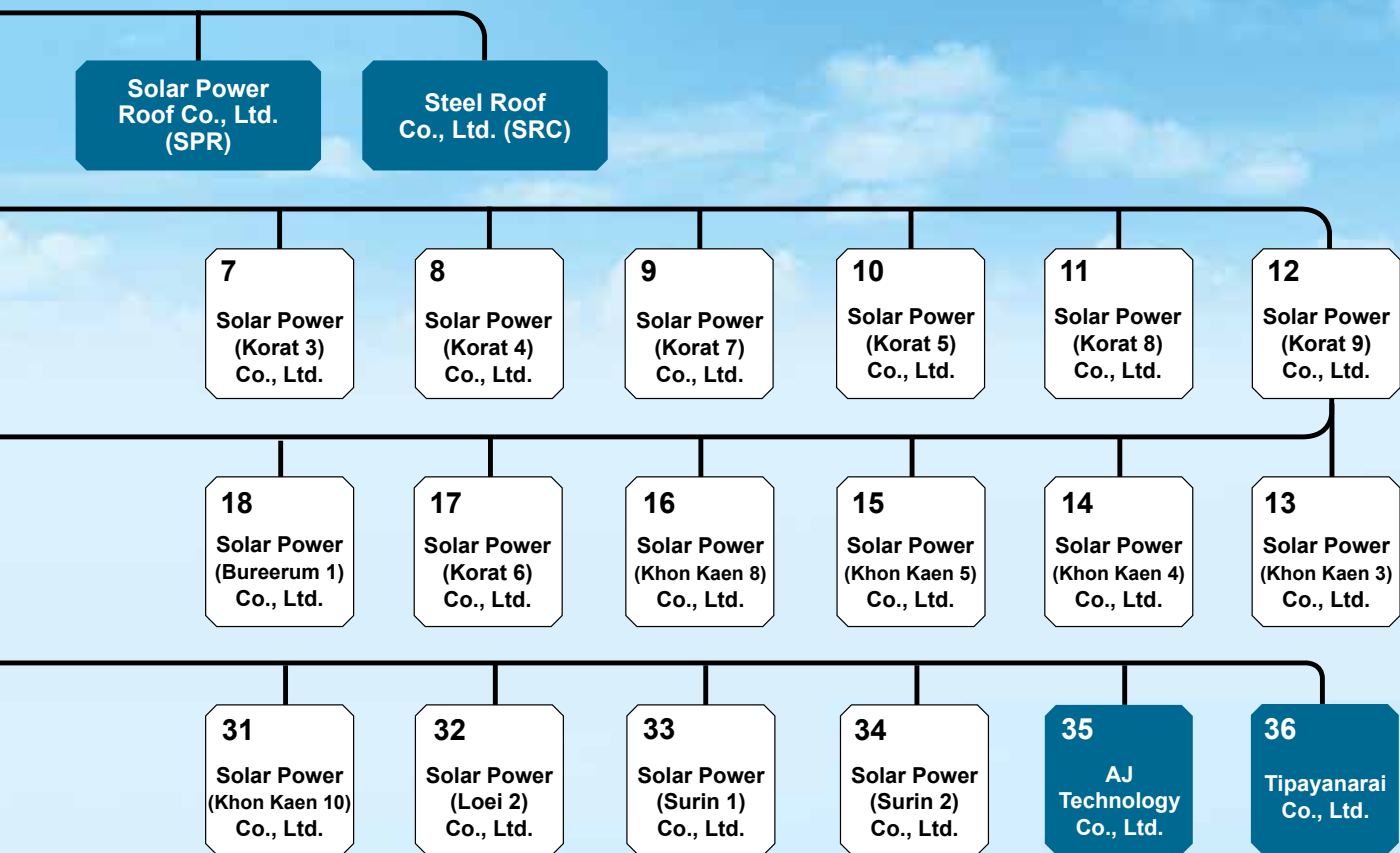 Solar Power
Roof Co., Ltd.
(SPR)
Steel Roof
Co., Ltd. (SRC)
7
Solar Power
(Korat 3)
Co., Ltd.
8
Solar Power
(Korat 4)
Co., Ltd.
9
Solar Power
(Korat 7)
Co., Ltd.
10
Solar Power
(Korat 5)
Co., Ltd.
11
Solar Power
(Korat 8)
Co., Ltd.
12
Solar Power
(Korat 9)
Co., Ltd.
18
Solar Power
(Bureerum 1)
Co., Ltd.
17
Solar Power
(Korat 6)
Co., Ltd.
16
Solar Power
(Khon Kaen 8)
Co., Ltd.
15
Solar Power
(Khon Kaen 5)
Co., Ltd.
14
Solar Power
(Khon Kaen 4)
Co., Ltd.
13
Solar Power
(Khon Kaen 3)
Co., Ltd.
31
Solar Power
(Khon Kaen 10)
Co., Ltd.
32
Solar Power
(Loei 2)
Co., Ltd.
33
Solar Power
(Surin 1)
Co., Ltd.
34
Solar Power
(Surin 2)
Co., Ltd.
35
AJ
Technology
Co., Ltd.
36
Tipayanarai
Co., Ltd.